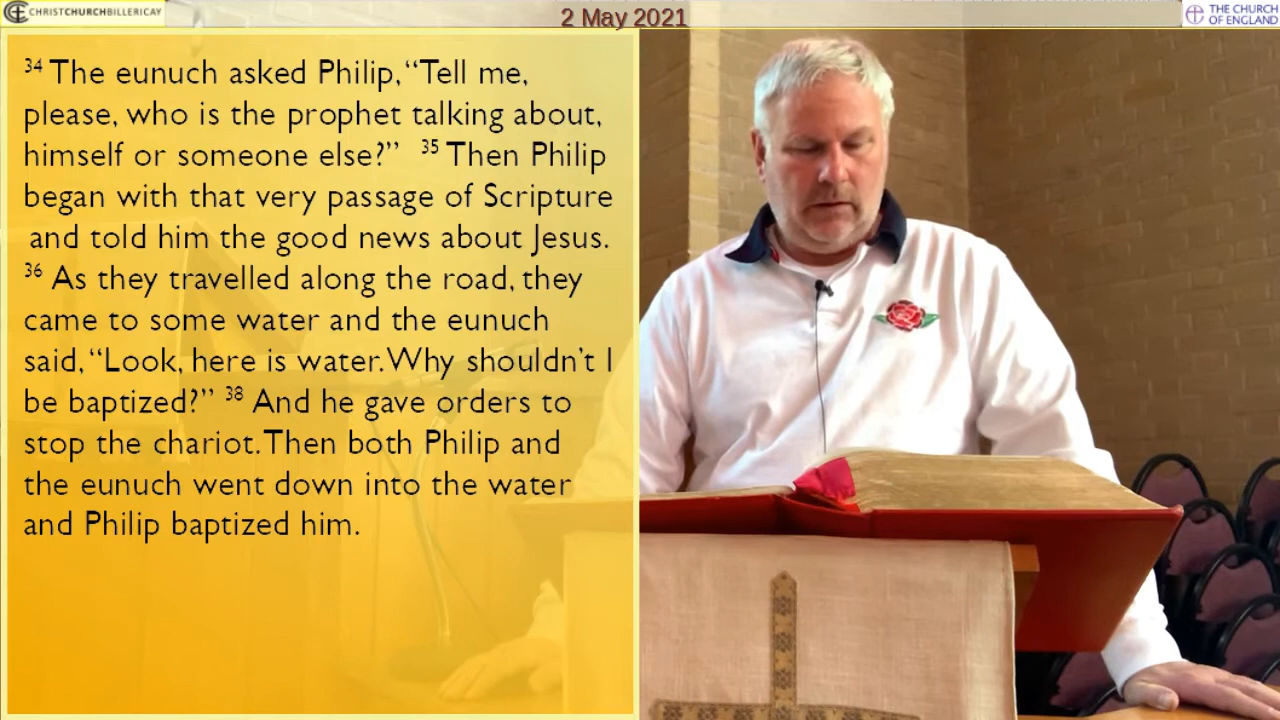 CHRISTCHURCHBILLERICAY
2 May 2021
THE CHURCH
OF ENGLAND
34 The eunuch asked Philip, “Tell me,
please, who is the prophet talking about,
himself or someone else?” 35 Then Philip
began with that very passage of Scripture
and told him the good news about Jesus.
36 As they travelled along the road, they
came to some water and the eunuch
said, “Look, here is water. Why shouldn’t I
be baptized?” 38 And he gave orders to
stop the chariot. Then both Philip and
the eunuch went down into the water
and Philip baptized him.